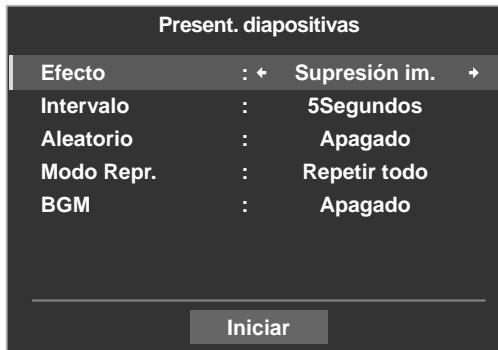 Present. diapositivas
Efecto : Supresión im.
Intervalo : 5Segundos
Aleatorio : Apagado
Modo Repr. : Repetir todo
BGM : Apagado
Iniciar